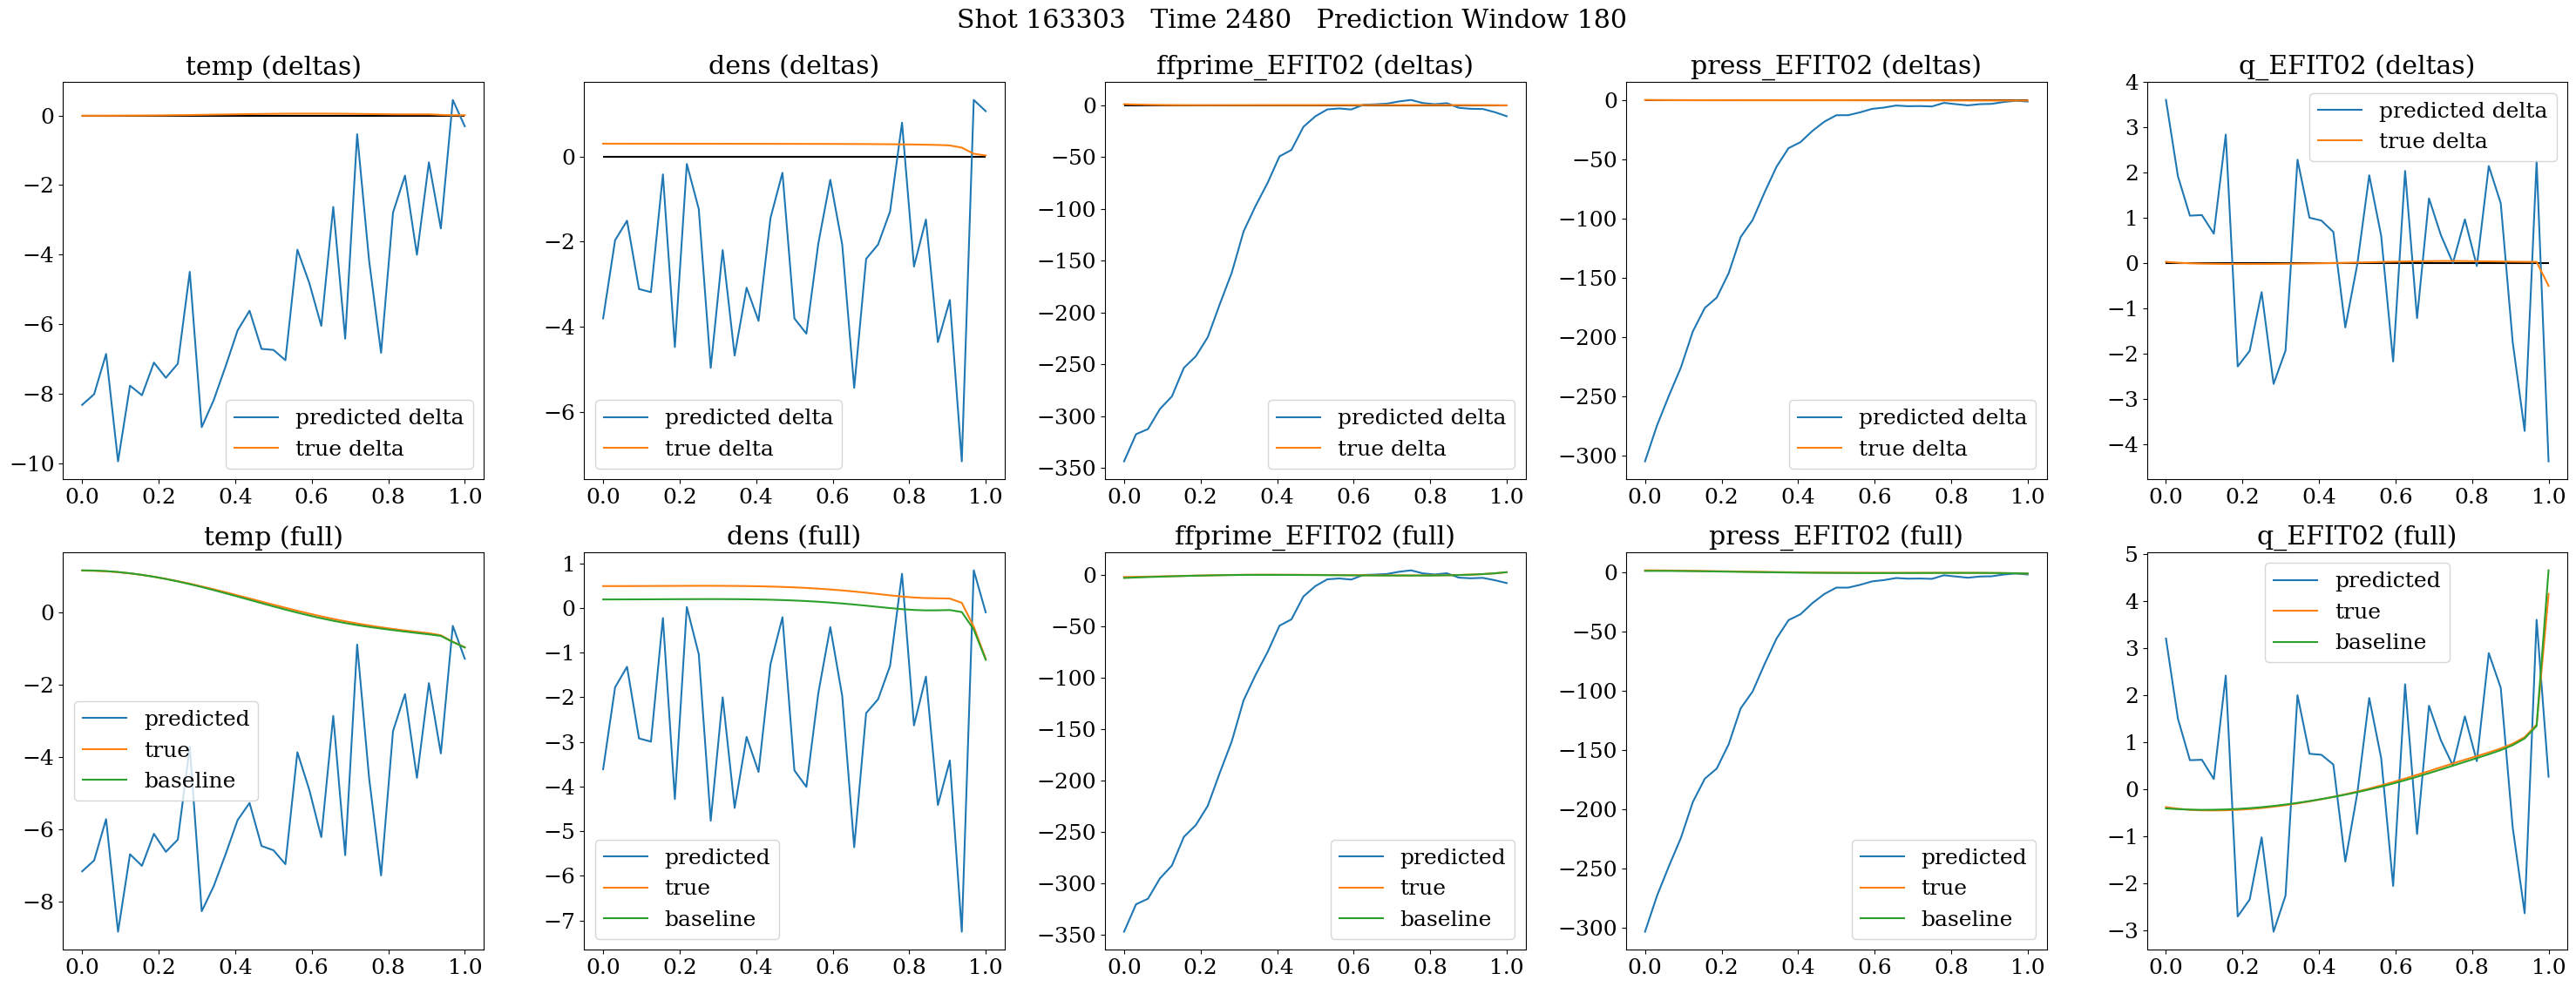 Shot 163303   Time 2480   Prediction Window 180
temp (deltas)
0
−2
−4
−6
−8
−10
0.0 0.2 0.4 0.6 0.8 1.0
predicted delta
true delta
dens (deltas)
0
−2
−4
−6
0.0 0.2 0.4 0.6 0.8 1.0
predicted delta
true delta
ffprime_EFIT02 (deltas)
0
−50
−100
−150
−200
−250
−300
−350
0.0 0.2 0.4 0.6 0.8 1.0
predicted delta
true delta
press_EFIT02 (deltas)
0
−50
−100
−150
−200
−250
−300
0.0 0.2 0.4 0.6 0.8 1.0
predicted delta
true delta
q_EFIT02 (deltas)
4
3
2
1
0
−1
−2
−3
−4
0.0 0.2 0.4 0.6 0.8 1.0
predicted delta
true delta
temp (full)
0
−2
−4
−6
−8
0.0 0.2 0.4 0.6 0.8 1.0
predicted
true
baseline
dens (full)
1
0
−1
−2
−3
−4
−5
−6
−7
0.0 0.2 0.4 0.6 0.8 1.0
predicted
true
baseline
ffprime_EFIT02 (full)
0
−50
−100
−150
−200
−250
−300
−350
0.0 0.2 0.4 0.6 0.8 1.0
predicted
true
baseline
press_EFIT02 (full)
0
−50
−100
−150
−200
−250
−300
0.0 0.2 0.4 0.6 0.8 1.0
predicted
true
baseline
q_EFIT02 (full)
5
4
3
2
1
0
−1
−2
−3
0.0 0.2 0.4 0.6 0.8 1.0
predicted
true
baseline